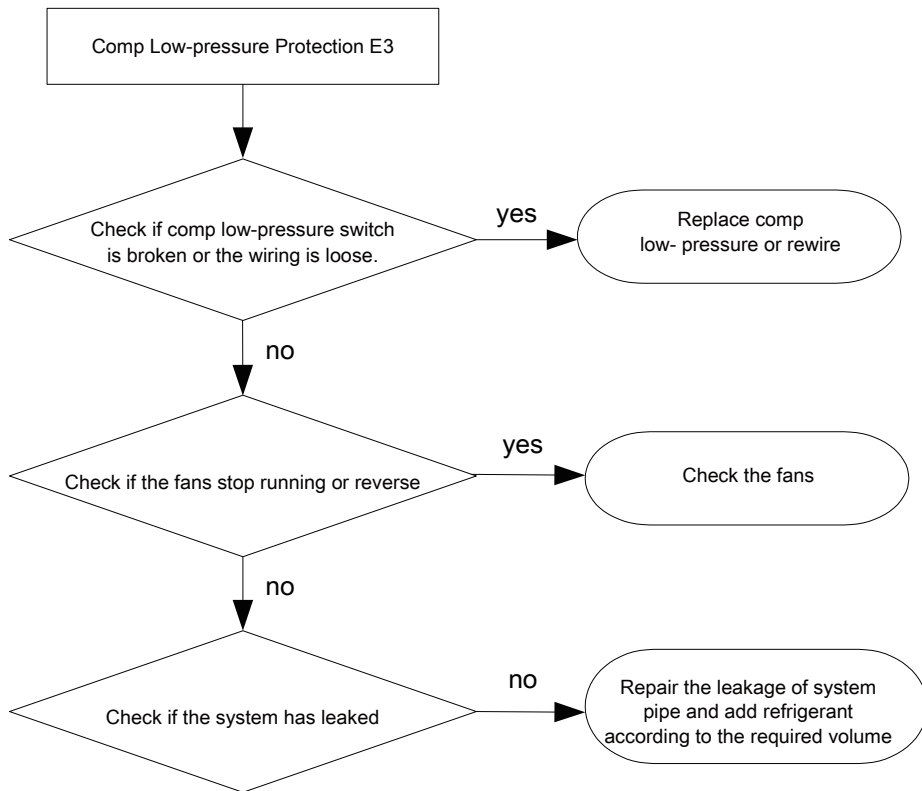 Comp Low-pressure Protection E3
Check if comp low-pressure switch
is broken or the wiring is loose.
yes
Replace comp
low- pressure or rewire
no
Check if the fans stop running or reverse
yes
Check the fans
no
Check if the system has leaked
no
Repair the leakage of system
pipe and add refrigerant
according to the required volume